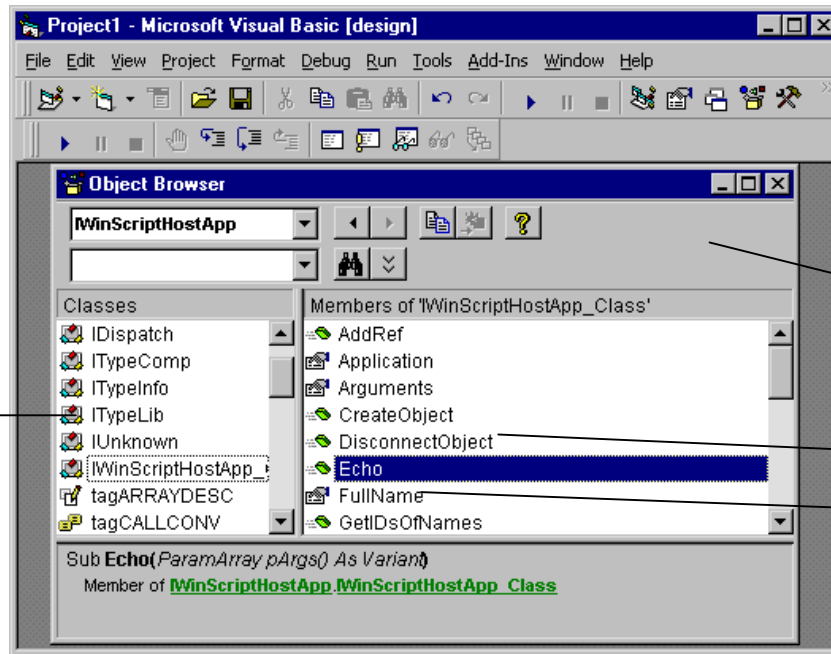 Project1 - Microsoft Visual Basic [design]
File Edit View Project Format Debug Run Tools Add-Ins Window Help
Object Browser
IWinScriptHostApp
Classes
Members of 'IWinScriptHostApp_Class'
IDispatch
AddRef
ITypeComp
Application
ITypeInfo
Arguments
ITypeLib
CreateObject
IUnknown
DisconnectObject
IWinScriptHostApp_
Echo
tagARRAYDESC
FullName
tagCALLCONV
GetIDsOfNames
Sub Echo(ParamArray pArgs() As Variant)
Member of IWinScriptHostApp.IWinScriptHostApp_Class